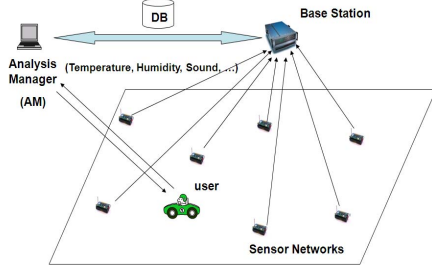 DB
Base Station
Analysis
Manager
(AM)
(Temperature, Humidity, Sound, …)
user
Sensor Networks